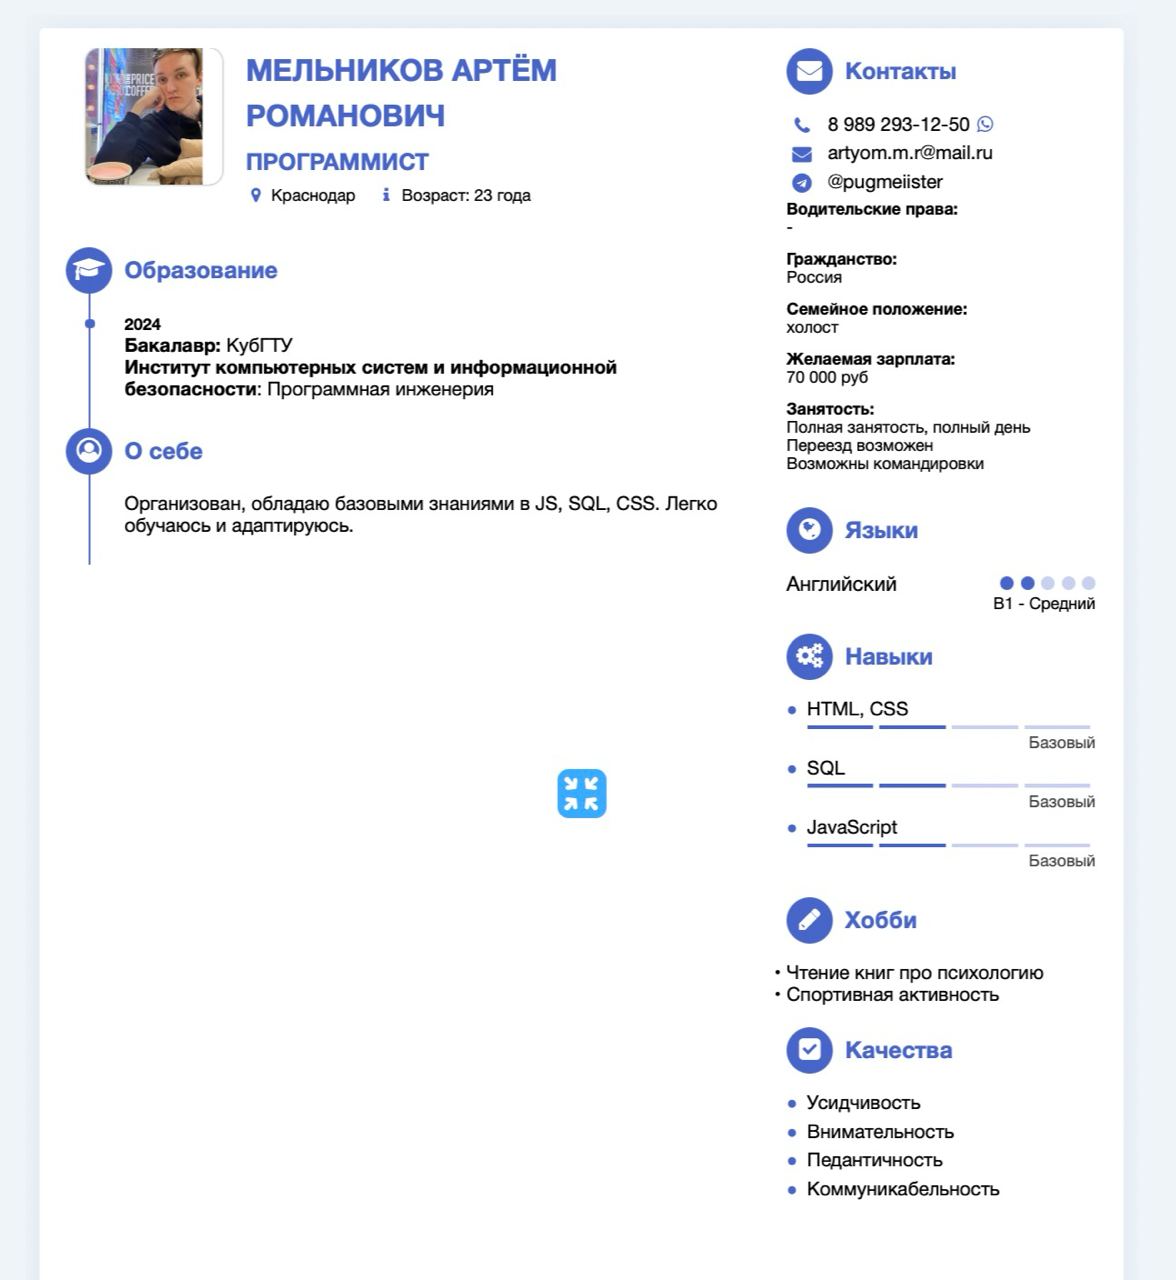 PRICE
COFFE
МЕЛЬНИКОВ АРТЁМ
РОМАНОВИЧ
ПРОГРАММИСТ
Краснодар Возраст: 23 года
Образование
2024
Бакалавр: КубГТУ
Институт компьютерных систем и информационной
безопасности: Программная инженерия
О себе
Организован, обладаю базовыми знаниями в JS, SQL, CSS. Легко
обучаюсь и адаптируюсь.
Контакты
8 989 293-12-50
artyom.m.r@mail.ru
@pugmeiister
Водительские права:
-
Гражданство:
Россия
Семейное положение:
холост
Желаемая зарплата:
70 000 руб
Занятость:
Полная занятость, полный день
Переезд возможен
Возможны командировки
Языки
Английский
B1 - Средний
Навыки
• HTML, CSS
Базовый
• SQL
Базовый
• JavaScript
Базовый
Хобби
• Чтение книг про психологию
• Спортивная активность
Качества
• Усидчивость
• Внимательность
• Педантичность
• Коммуникабельность